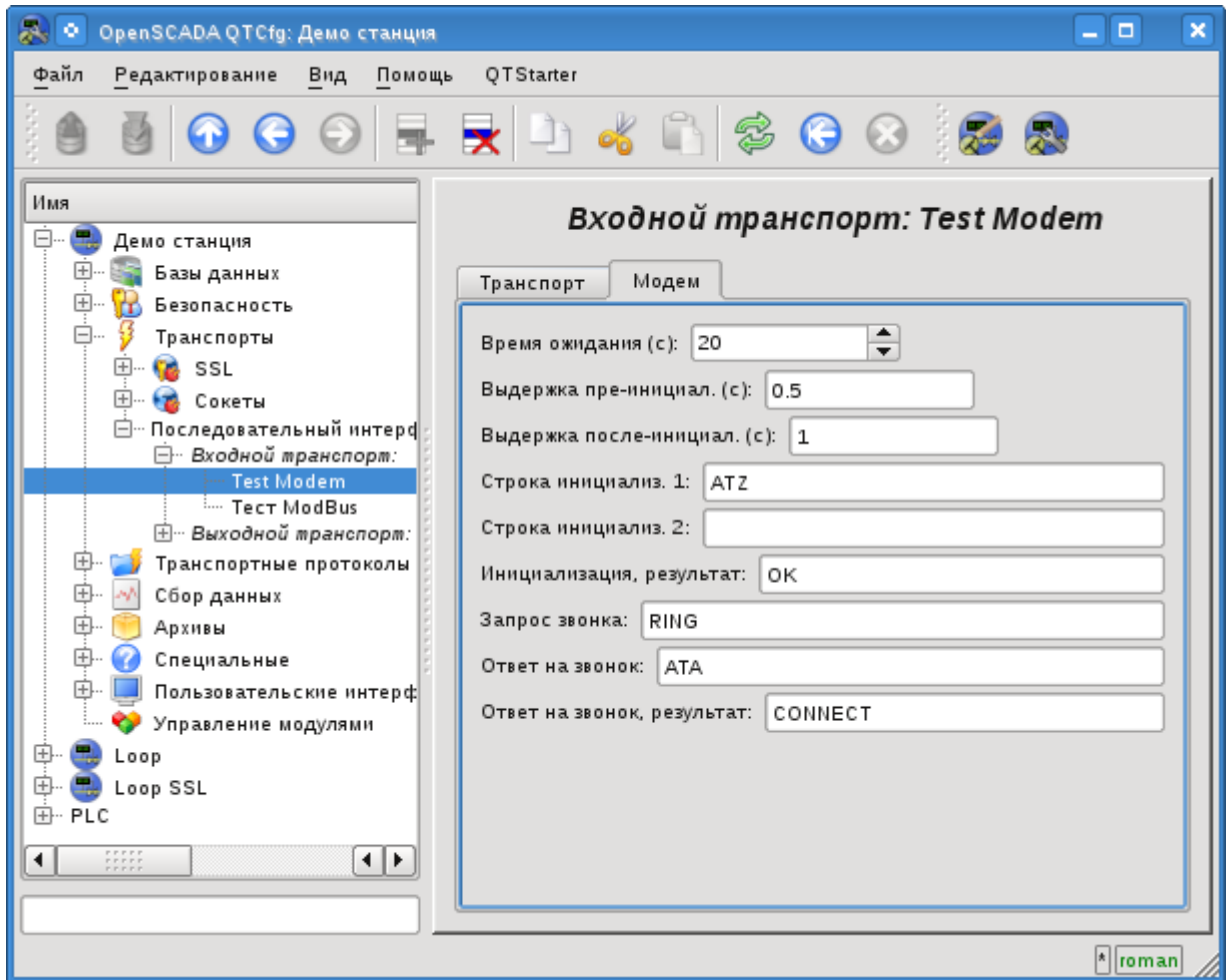 OpenSCADA QTCfg: Демо станция
Файл Редактирование Вид Помощь QTStarter
Имя
Демо станция
Базы данных
Безопасность
Транспорты
SSL
Сокеты
Последовательный интерф
Входной транспорт:
Test Modem
Тест ModBus
Выходной транспорт:
Транспортные протоколы
Сбор данных
Архивы
Специальные
Пользовательские интерф
Управление модулями
Loop
Loop SSL
PLC
Входной транспорт: Test Modem
Транспорт Модем
Время ожидания (с): 20
Выдержка пре-инициал. (с): 0.5
Выдержка после-инициал. (с): 1
Строка инициализ. 1: ATZ
Строка инициализ. 2:
Инициализация, результат: OK
Запрос звонка: RING
Ответ на звонок: ATA
Ответ на звонок, результат: CONNECT
* roman